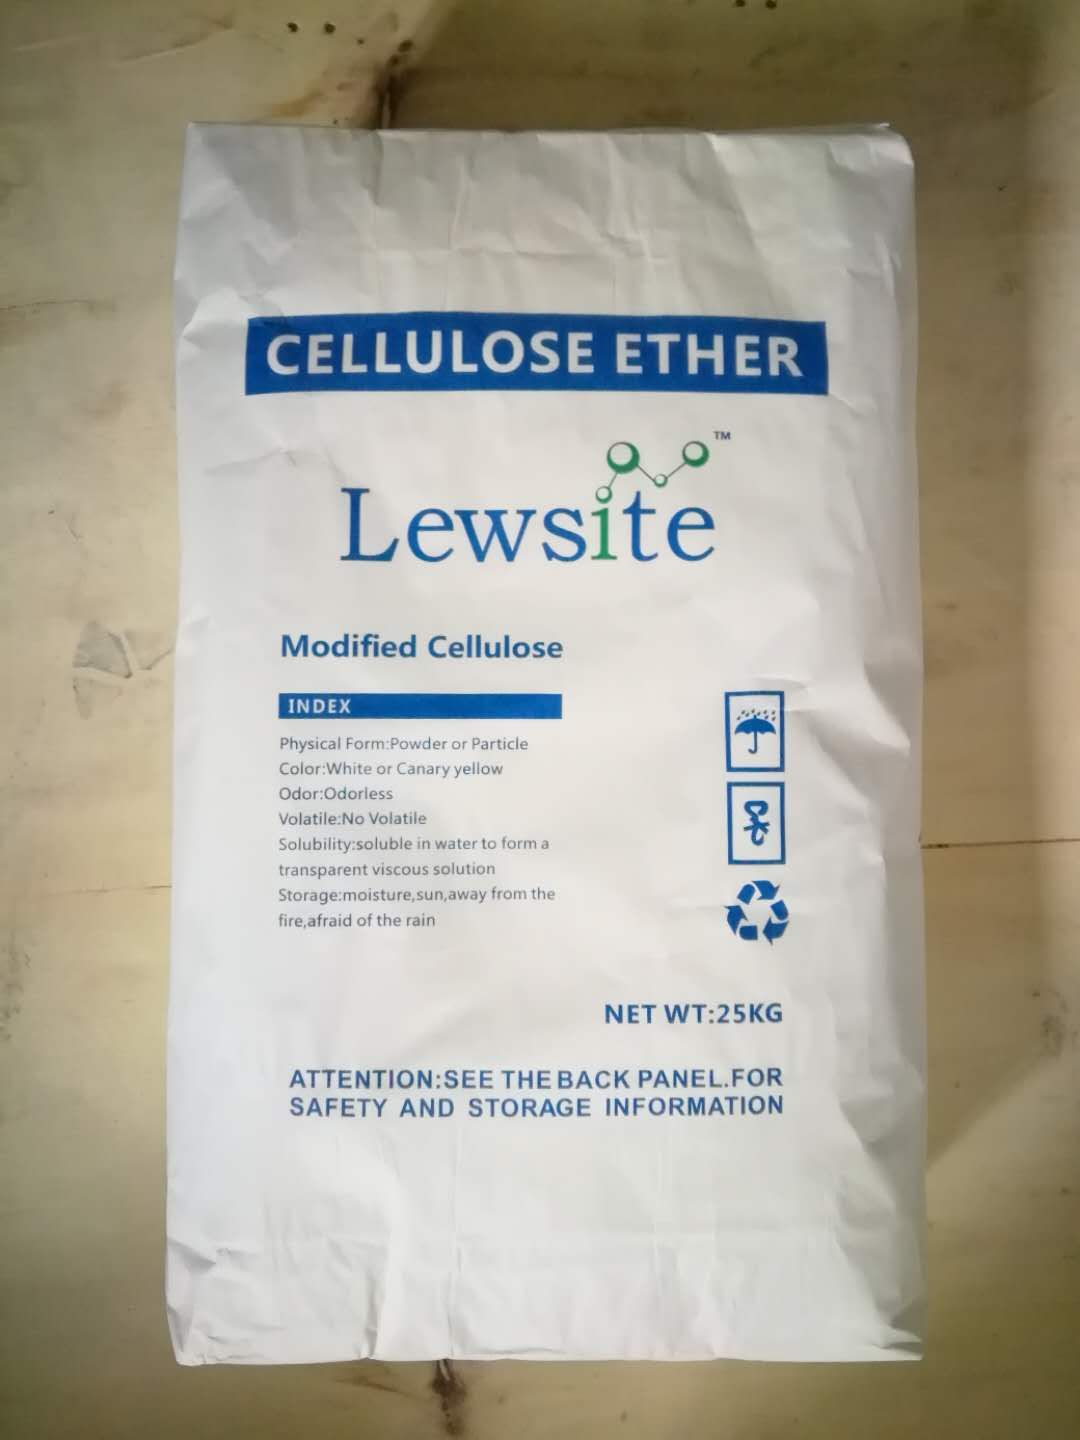 CELLULOSE ETHER
Lewsite™
Modified Cellulose
INDEX
Physical Form:Powder or Particle
Color:White or Canary yellow
Odor:Odorless
Volatile:No Volatile
Solubility:soluble in water to form a
transparent viscous solution
Storage:moisture,sun,away from the
fire,afraid of the rain
NET WT:25KG
ATTENTION:SEE THE BACK PANEL.FOR
SAFETY AND STORAGE INFORMATION